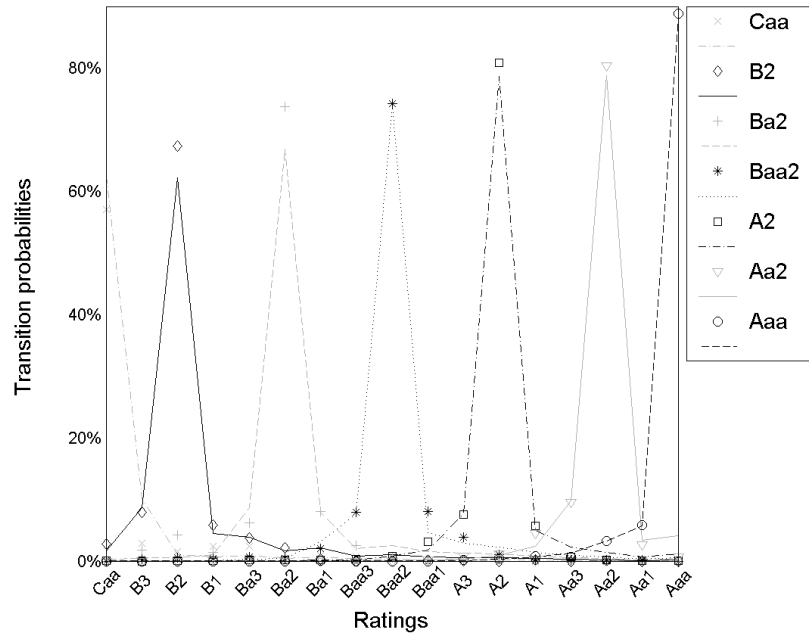 Transition probabilities
80%
60%
40%
20%
0%
Caa
B3
B2
B1
Ba3
Ba2
Ba1
Baa3
Baa2
Baa1
A3
A2
A1
Aa3
Aa2
Aa1
Aaa
Ratings
Caa
B2
Ba2
Baa2
A2
Aa2
Aaa